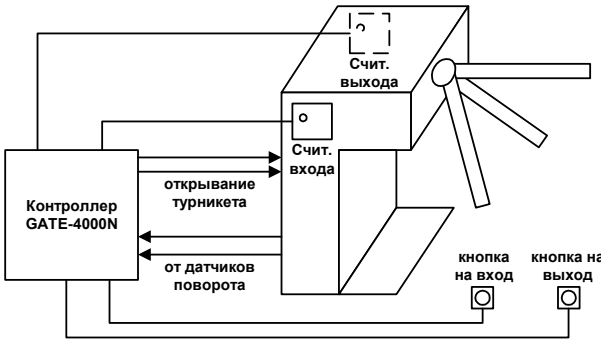 Счит.
выхода
Счит.
входа
открывание
турникета
Контроллер
GATE-4000N
от датчиков
поворота
кнопка
на вход
кнопка на
выход